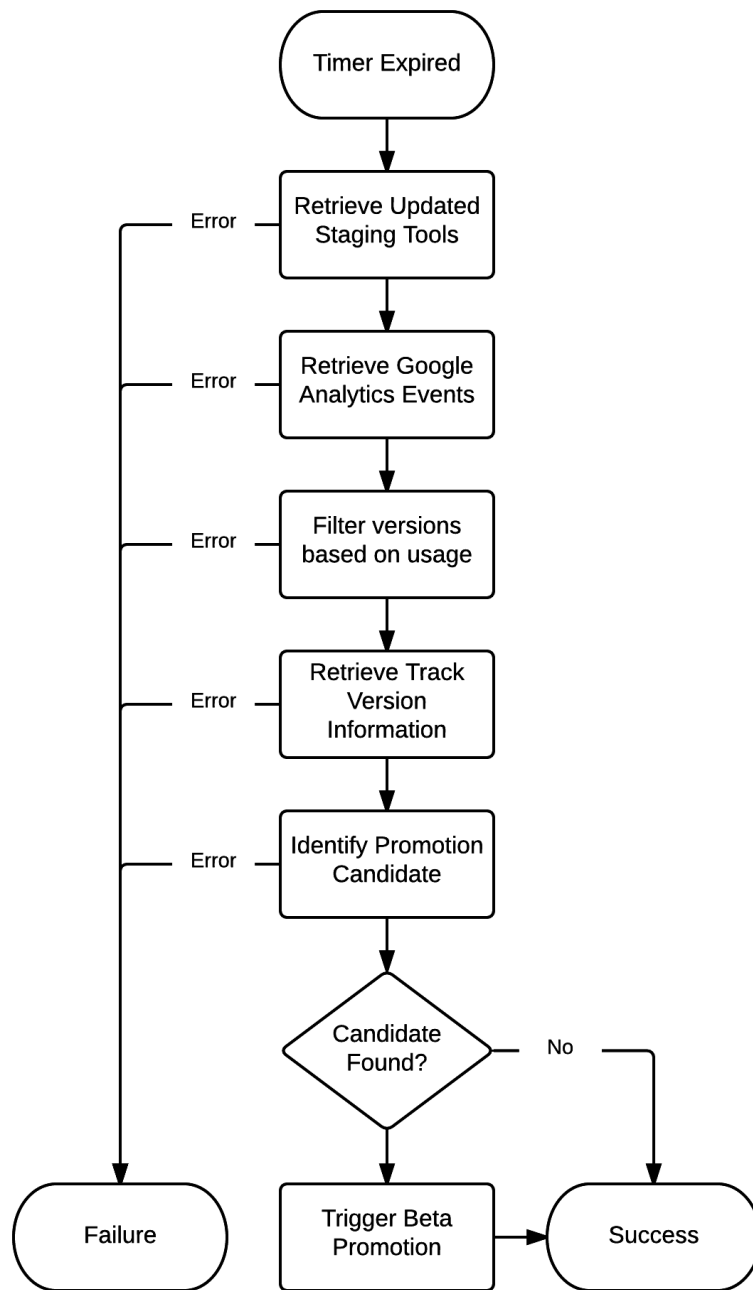 Timer Expired
Error
Retrieve Updated
Staging Tools
Error
Retrieve Google
Analytics Events
Error
Filter versions
based on usage
Error
Retrieve Track
Version
Information
Error
Identify Promotion
Candidate
Candidate
Found?
No
Failure
Trigger Beta
Promotion
Success